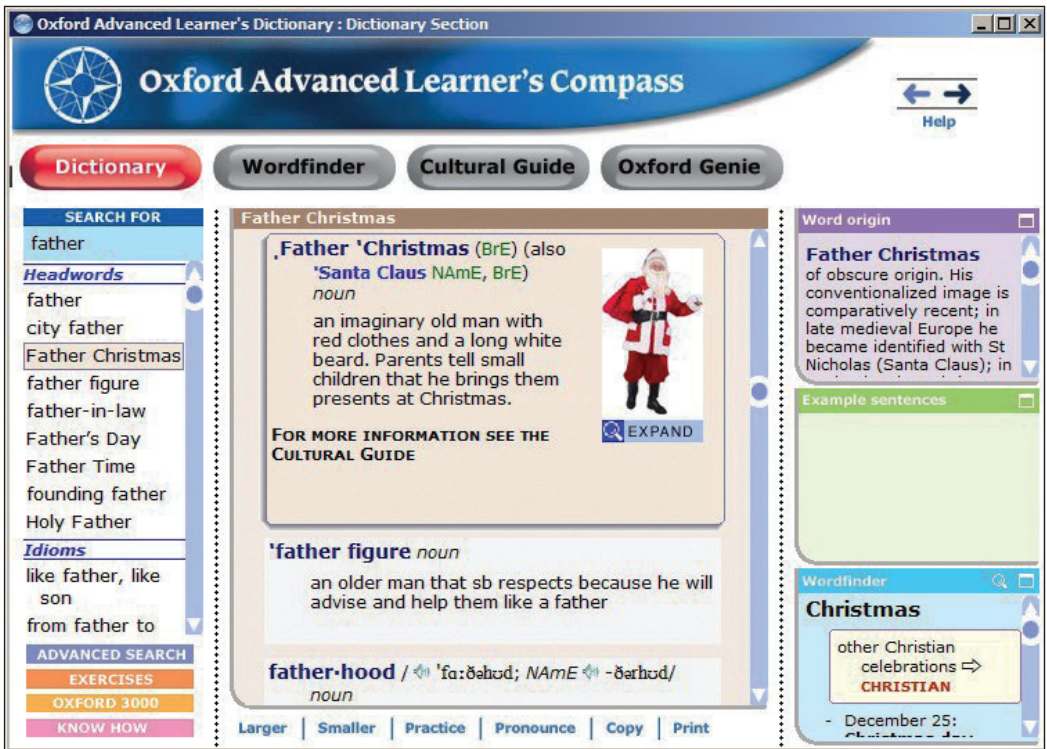 Oxford Advanced Learner's Dictionary : Dictionary Section
Oxford Advanced Learner's Compass
Help
Dictionary
Wordfinder
Cultural Guide
Oxford Genie
SEARCH FOR
father
Headwords
father
city father
Father Christmas
father figure
father-in-law
Father's Day
Father Time
founding father
Holy Father
Idioms
like father, like
son
from father to
ADVANCED SEARCH
EXERCISES
OXFORD 3000
KNOW HOW
Father Christmas
ˌFather ˈChristmas (BrE) (also
ˈSanta Claus NAmE, BrE)
noun
an imaginary old man with
red clothes and a long white
beard. Parents tell small
children that he brings them
presents at Christmas.
EXPAND
FOR MORE INFORMATION SEE THE
CULTURAL GUIDE
ˈfather figure noun
an older man that sb respects because he will
advise and help them like a father
father·hood / ˈfɑːðəhʊd; NAmE -ðərhʊd/
noun
Larger | Smaller | Practice | Pronounce | Copy | Print
Word origin
Father Christmas
of obscure origin. His
conventionalized image is
comparatively recent; in
late medieval Europe he
became identified with St
Nicholas (Santa Claus); in
Example sentences
Wordfinder
Christmas
other Christian
celebrations ⇨
CHRISTIAN
- December 25:
Christmas day